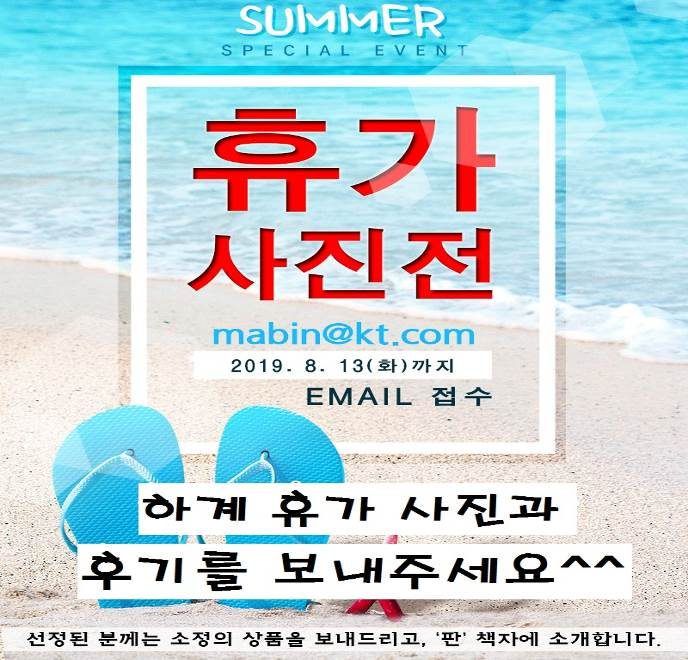 SUMMER
SPECIAL EVENT
휴가
사진전
mabin@kt.com
2019. 8. 13(화)까지
EMAIL 접수
하계 휴가 사진과
후기를 보내주세요^^
선정된 분께는 소정의 상품을 보내드리고, ‘판’ 책자에 소개합니다.